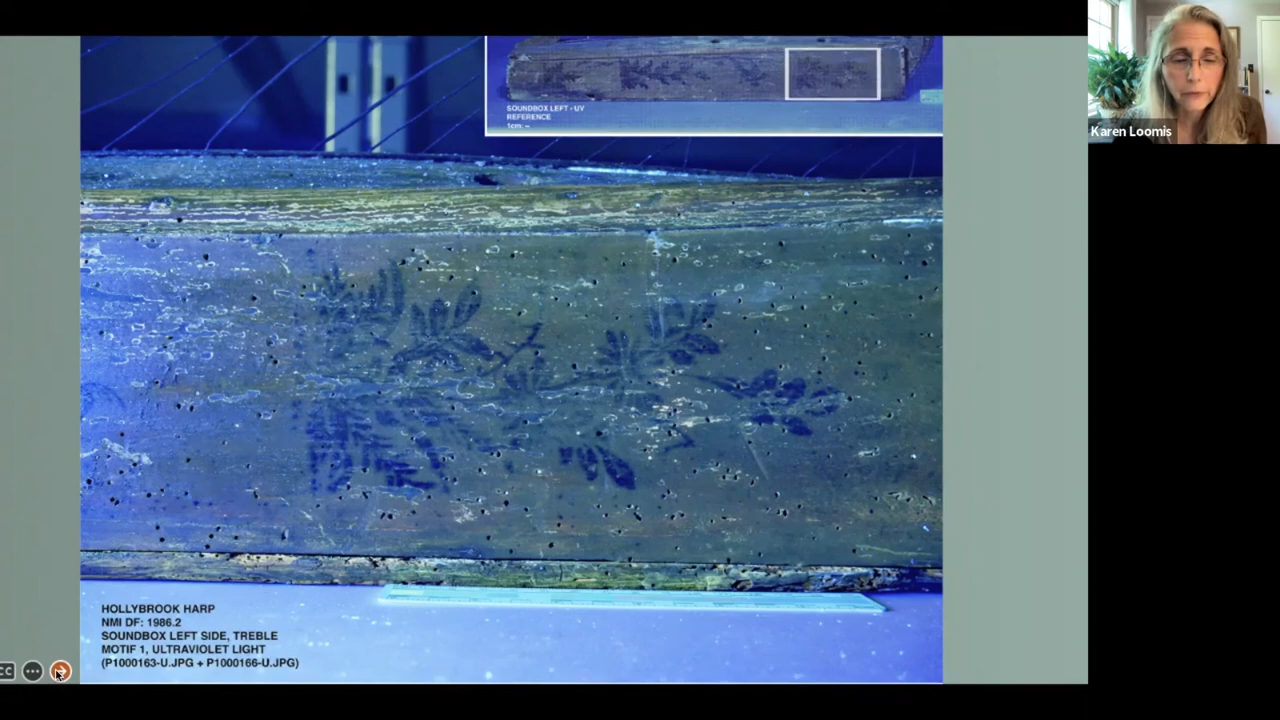 SOUNDBOX LEFT - UV
REFERENCE
1cm: –
Karen Loomis
HOLLYBROOK HARP
NMI DF: 1986.2
SOUNDBOX LEFT SIDE, TREBLE
MOTIF 1, ULTRAVIOLET LIGHT
(P1000163-U.JPG + P1000166-U.JPG)
CC